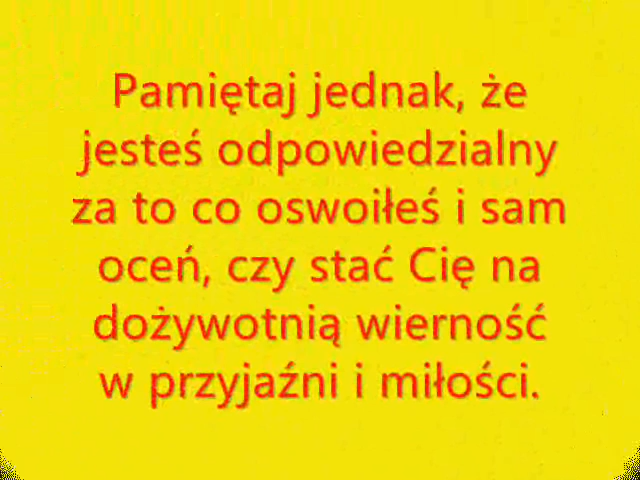 Pamiętaj jednak, że
jesteś odpowiedzialny
za to co oswoiłeś i sam
oceń, czy stać Cię na
dożywotnią wierność
w przyjaźni i miłości.